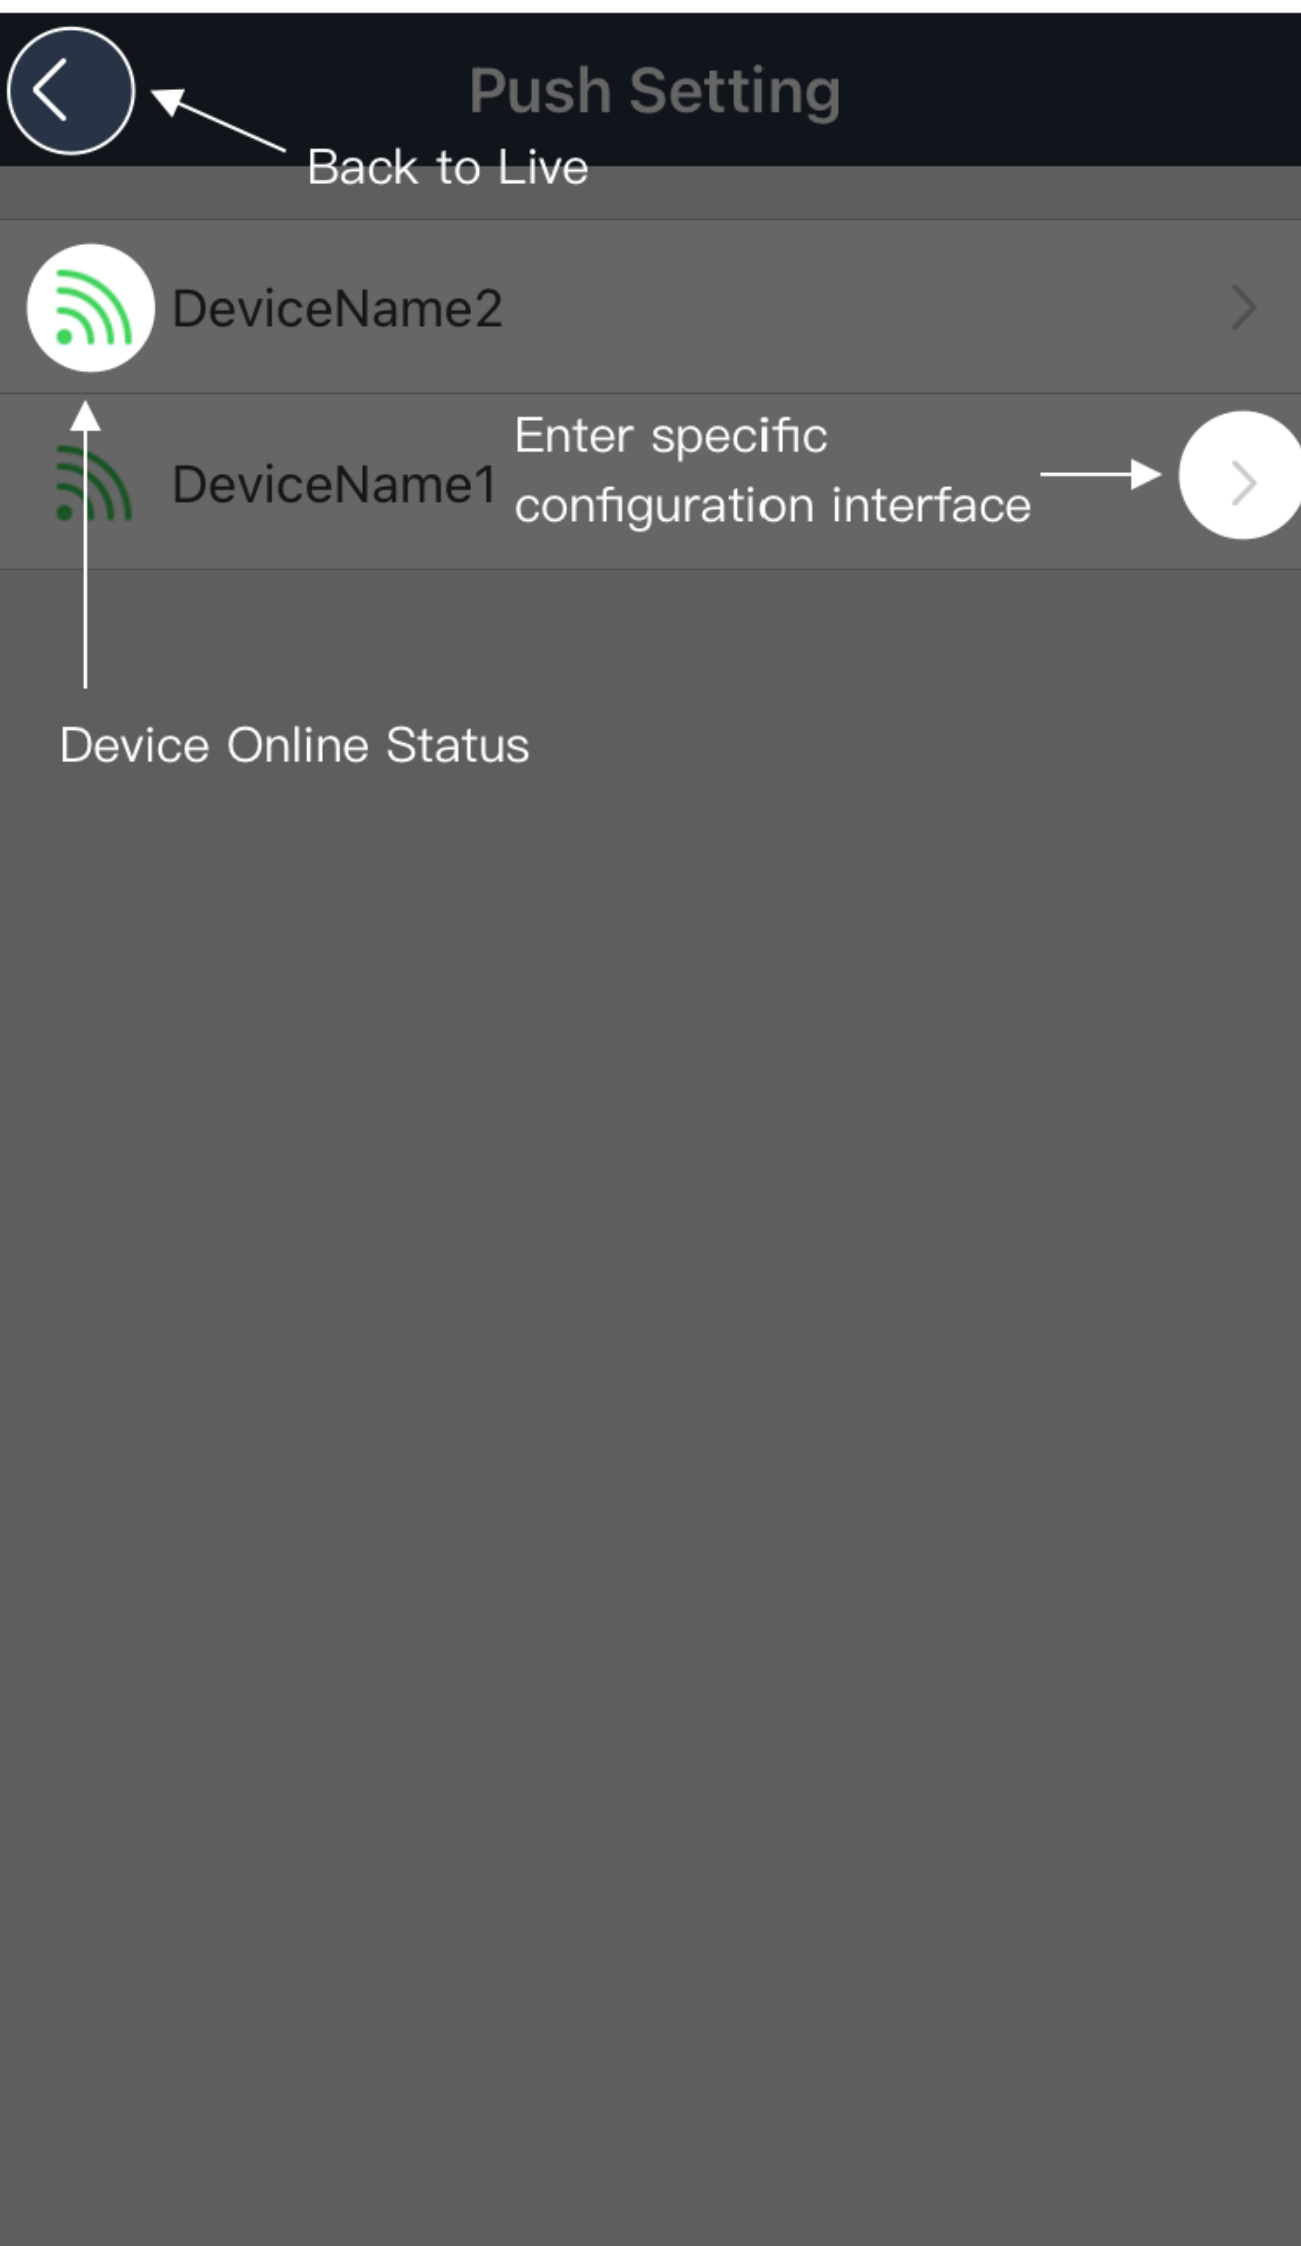 Push Setting
Back to Live
DeviceName2
DeviceName1
Enter specific
configuration interface
Device Online Status